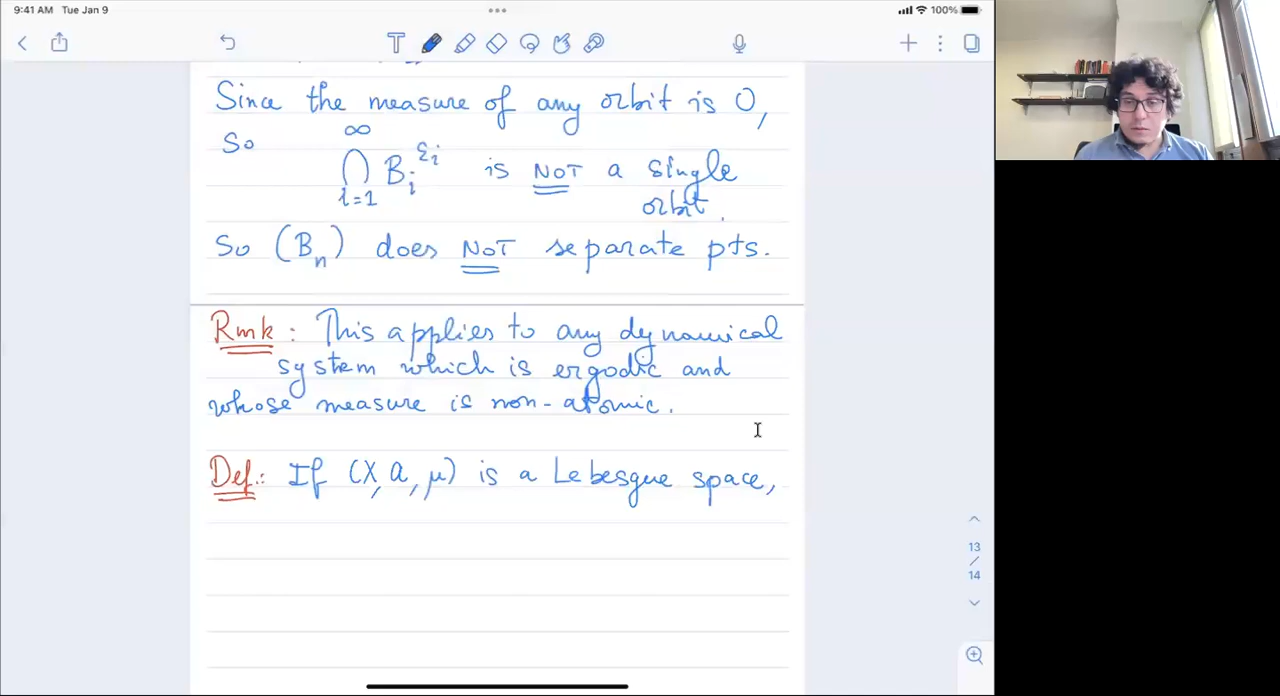 9:41 AM Tue Jan 9
100%
Since the measure of any orbit is 0,
So
∞
⋂ B_i^{ε_i} is NOT a single
i=1
orbit.
So (B_n) does NOT separate pts.
Rmk: This applies to any dynamical
system which is ergodic and
whose measure is non-atomic.
Def.: If (X, a, μ) is a Lebesgue space,
13
/
14